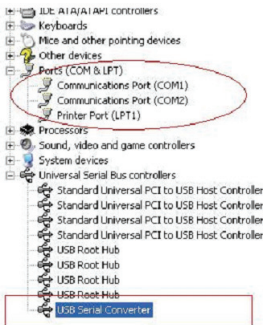 IDE ATA/ATAPI controllers
Keyboards
Mice and other pointing devices
Other devices
Ports (COM & LPT)
Communications Port (COM1)
Communications Port (COM2)
Printer Port (LPT1)
Processors
Sound, video and game controllers
System devices
Universal Serial Bus controllers
Standard Universal PCI to USB Host Controller
Standard Universal PCI to USB Host Controller
Standard Universal PCI to USB Host Controller
Standard Universal PCI to USB Host Controller
USB Root Hub
USB Root Hub
USB Root Hub
USB Root Hub
USB Serial Converter